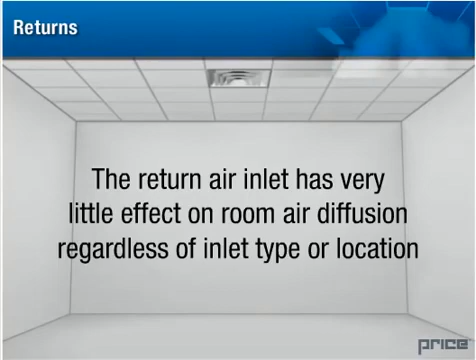 Returns
The return air inlet has very
little effect on room air diffusion
regardless of inlet type or location
price